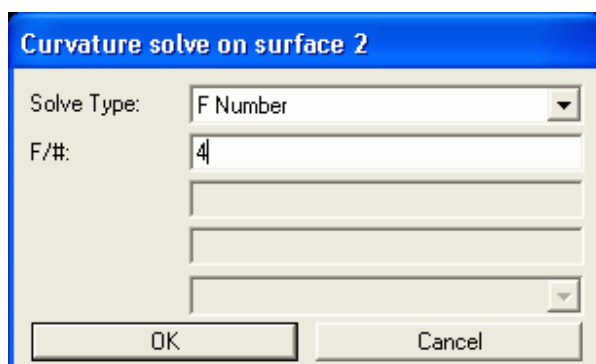 Curvature solve on surface 2
Solve Type: F Number
F/#: 4
OK Cancel